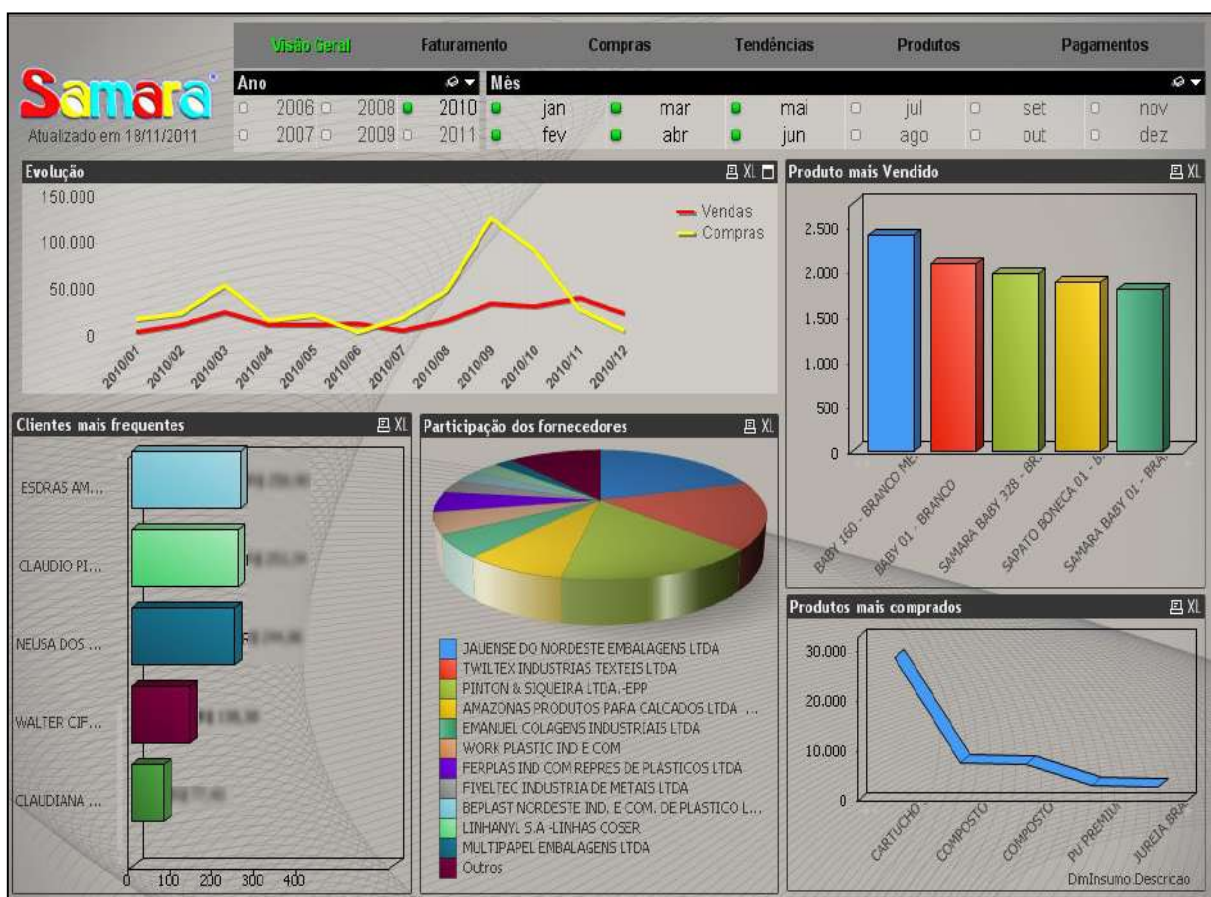 Visão Geral Faturamento Compras Tendências Produtos Pagamentos
Samara
Atualizado em 18/11/2011
Ano Mês
2006 2008 2010 jan mar mai jul set nov
2007 2009 2011 fev abr jun ago out dez
Evolução XL
150.000
100.000
50.000
0
Vendas
Compras
2010/01 2010/02 2010/03 2010/04 2010/05 2010/06 2010/07 2010/08 2010/09 2010/10 2010/11 2010/12
Produto mais Vendido XL
2.500
2.000
1.500
1.000
500
0
BABY 160 - BRANCO ME.
BABY 01 - BRANCO
SAMARA BABY 328 - BR.
SAPATO BONECA 01 - B.
SAMARA BABY 01 - BRA.
Clientes mais frequentes XL
ESDRAS AM...
CLAUDIO PI...
NEUSA DOS ...
WALTER CIF...
CLAUDIANA ...
0 100 200 300 400
Participação dos fornecedores XL
JAUENSE DO NORDESTE EMBALAGENS LTDA
TWILTEX INDUSTRIAS TEXTEIS LTDA
PINTON & SIQUEIRA LTDA.-EPP
AMAZONAS PRODUTOS PARA CALCADOS LTDA ...
EMANUEL COLAGENS INDUSTRIAIS LTDA
WORK PLASTIC IND E COM
FERPLAS IND COM REPRES DE PLASTICOS LTDA
FIVELTEC INDUSTRIA DE METAIS LTDA
BEPLAST NORDESTE IND. E COM. DE PLASTICO L...
LINHANYL S.A -LINHAS COSER
MULTIPAPEL EMBALAGENS LTDA
Outros
Produtos mais comprados XL
30.000
20.000
10.000
0
CARTUCHO
COMPOSTO
COMPOSTO
PU PREMIUM
JUREIA BRA.
DmInsumo.Descricao